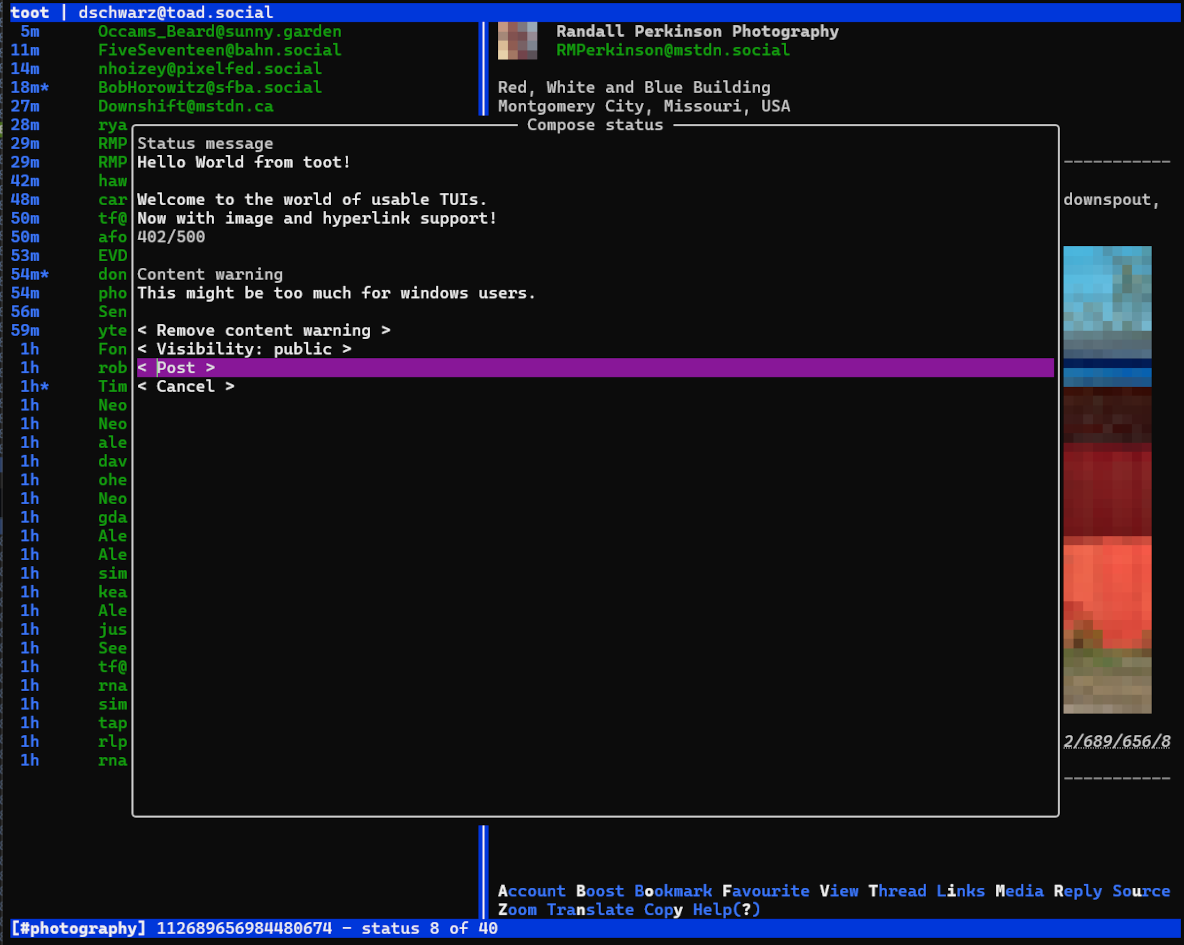 toot | dschwarz@toad.social
5m Occams_Beard@sunny.garden
11m FiveSeventeen@bahn.social
14m nhoizey@pixelfed.social
18m* BobHorowitz@sfba.social
27m Downshift@mstdn.ca
28m rya
29m RMP
29m RMP
42m haw
48m car
50m tf@
50m afo
53m EVD
54m* don
54m pho
56m Sen
59m yte
1h Fon
1h rob
1h* Tim
1h Neo
1h Neo
1h ale
1h dav
1h ohe
1h Neo
1h gda
1h Ale
1h Ale
1h sim
1h kea
1h Ale
1h jus
1h See
1h tf@
1h rna
1h sim
1h tap
1h rlp
1h rna
Randall Perkinson Photography
RMPerkinson@mstdn.social
Red, White and Blue Building
Montgomery City, Missouri, USA
Compose status
Status message
Hello World from toot!
Welcome to the world of usable TUIs.
Now with image and hyperlink support!
402/500
Content warning
This might be too much for windows users.
< Remove content warning >
< Visibility: public >
< Post >
< Cancel >
downspout,
2/689/656/8
Account Boost Bookmark Favourite View Thread Links Media Reply Source
Zoom Translate Copy Help(?)
[#photography] 112689656984480674 - status 8 of 40